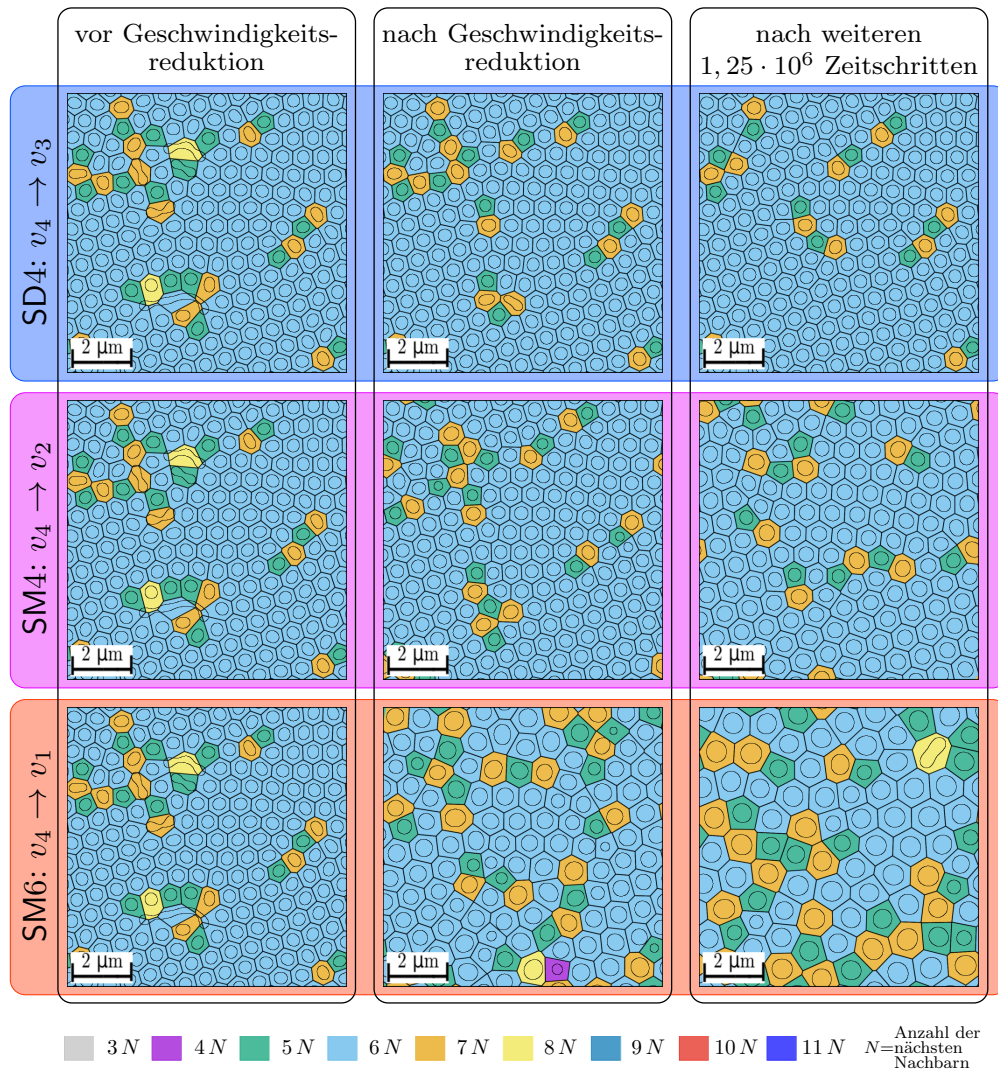 vor Geschwindigkeits-
reduktion
nach Geschwindigkeits-
reduktion
nach weiteren
1, 25 · 10⁶ Zeitschritten
SD4: v₄ → v₃
2 µm
2 µm
2 µm
SM4: v₄ → v₂
2 µm
2 µm
2 µm
SM6: v₄ → v₁
2 µm
2 µm
2 µm
3 N 4 N 5 N 6 N 7 N 8 N 9 N 10 N 11 N N= Anzahl der
nächsten
Nachbarn